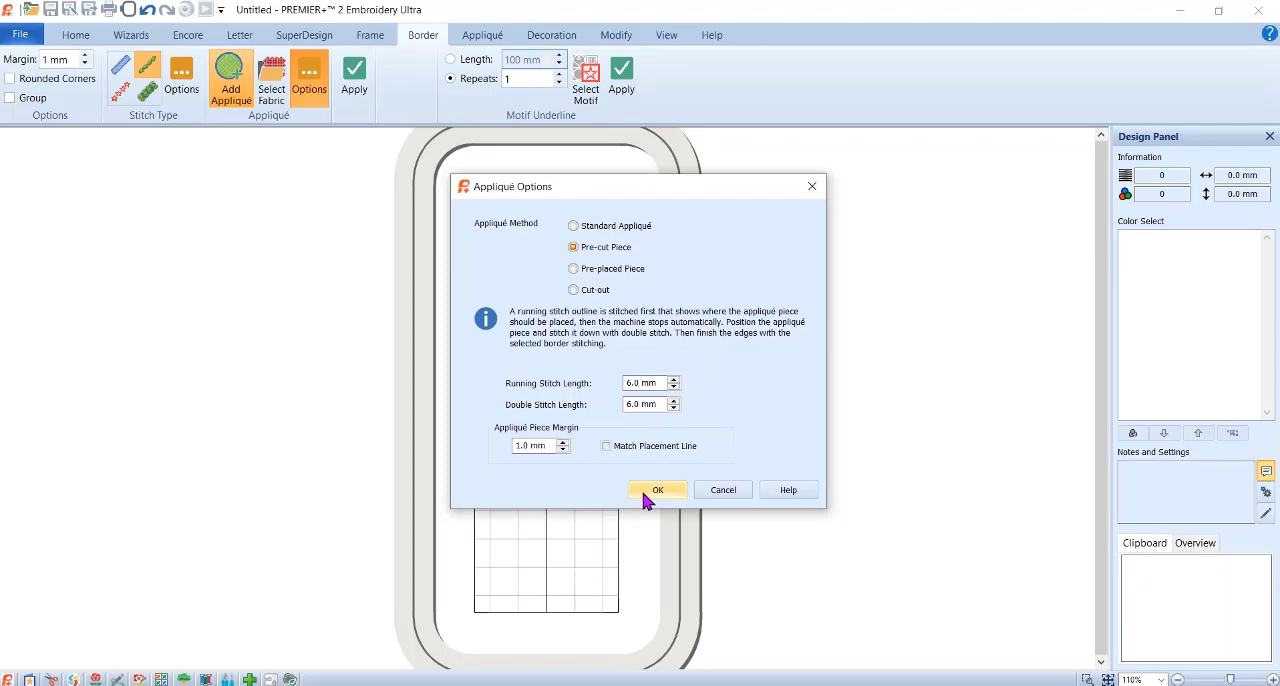 Untitled - PREMIER+™ 2 Embroidery Ultra
File Home Wizards Encore Letter SuperDesign Frame Border Appliqué Decoration Modify View Help
Margin: 1 mm
Rounded Corners
Group
Options
Options
Stitch Type
Add Appliqué
Select Fabric
Options
Appliqué
Apply
Length: 100 mm
Repeats: 1
Select Motif
Apply
Motif Underline
Appliqué Options
Appliqué Method
Standard Appliqué
Pre-cut Piece
Pre-placed Piece
Cut-out
A running stitch outline is stitched first that shows where the appliqué piece
should be placed, then the machine stops automatically. Position the appliqué
piece and stitch it down with double stitch. Then finish the edges with the
selected border stitching.
Running Stitch Length: 6.0 mm
Double Stitch Length: 6.0 mm
Appliqué Piece Margin
1.0 mm Match Placement Line
OK Cancel Help
Design Panel
Information
0 0.0 mm
0 0.0 mm
Color Select
Notes and Settings
Clipboard Overview
110%